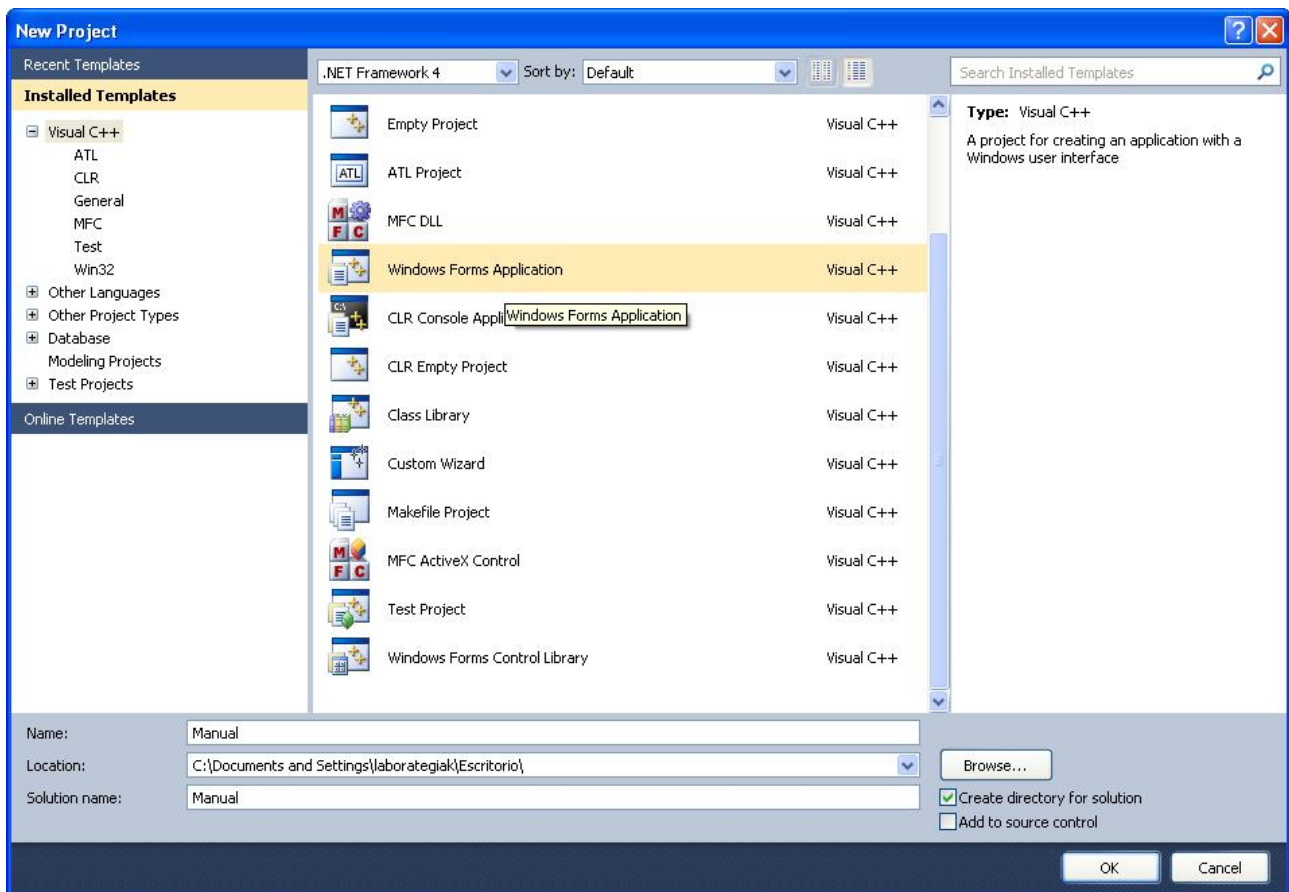 New Project
Recent Templates
Installed Templates
Visual C++
ATL
CLR
General
MFC
Test
Win32
Other Languages
Other Project Types
Database
Modeling Projects
Test Projects
Online Templates
.NET Framework 4
Sort by: Default
Empty Project Visual C++
ATL ATL Project Visual C++
MFC MFC DLL Visual C++
Windows Forms Application Visual C++
C:\ CLR Console Appli Visual C++
Windows Forms Application
CLR Empty Project Visual C++
Class Library Visual C++
Custom Wizard Visual C++
Makefile Project Visual C++
MFC MFC ActiveX Control Visual C++
Test Project Visual C++
Windows Forms Control Library Visual C++
Search Installed Templates
Type: Visual C++
A project for creating an application with a
Windows user interface
Name: Manual
Location: C:\Documents and Settings\laborategiak\Escritorio\
Browse...
Solution name: Manual
Create directory for solution
Add to source control
OK Cancel